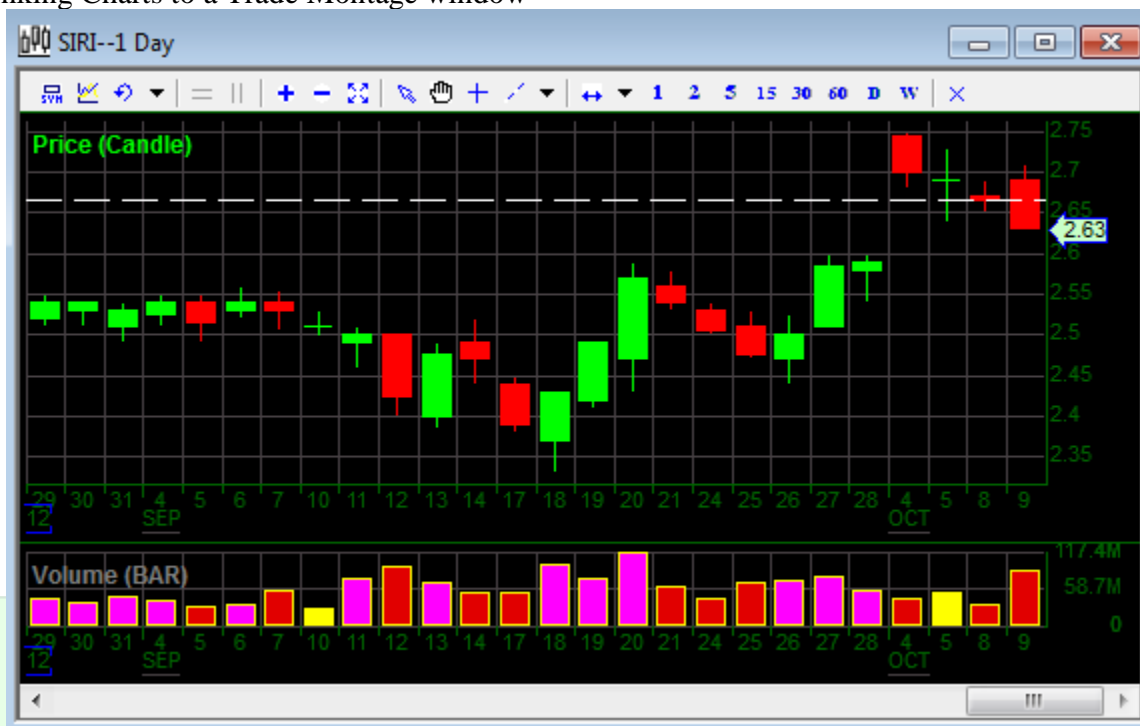 nking Charts to a Trade Montage window
SIRI--1 Day
SYM 1 2 5 15 30 60 D W
Price (Candle)
2.75
2.7
2.65
2.63
2.6
2.55
2.5
2.45
2.4
2.35
29 30 31 4 5 6 7 10 11 12 13 14 17 18 19 20 21 24 25 26 27 28 4 5 8 9
12 SEP OCT
Volume (BAR)
117.4M
58.7M
0
29 30 31 4 5 6 7 10 11 12 13 14 17 18 19 20 21 24 25 26 27 28 4 5 8 9
12 SEP OCT